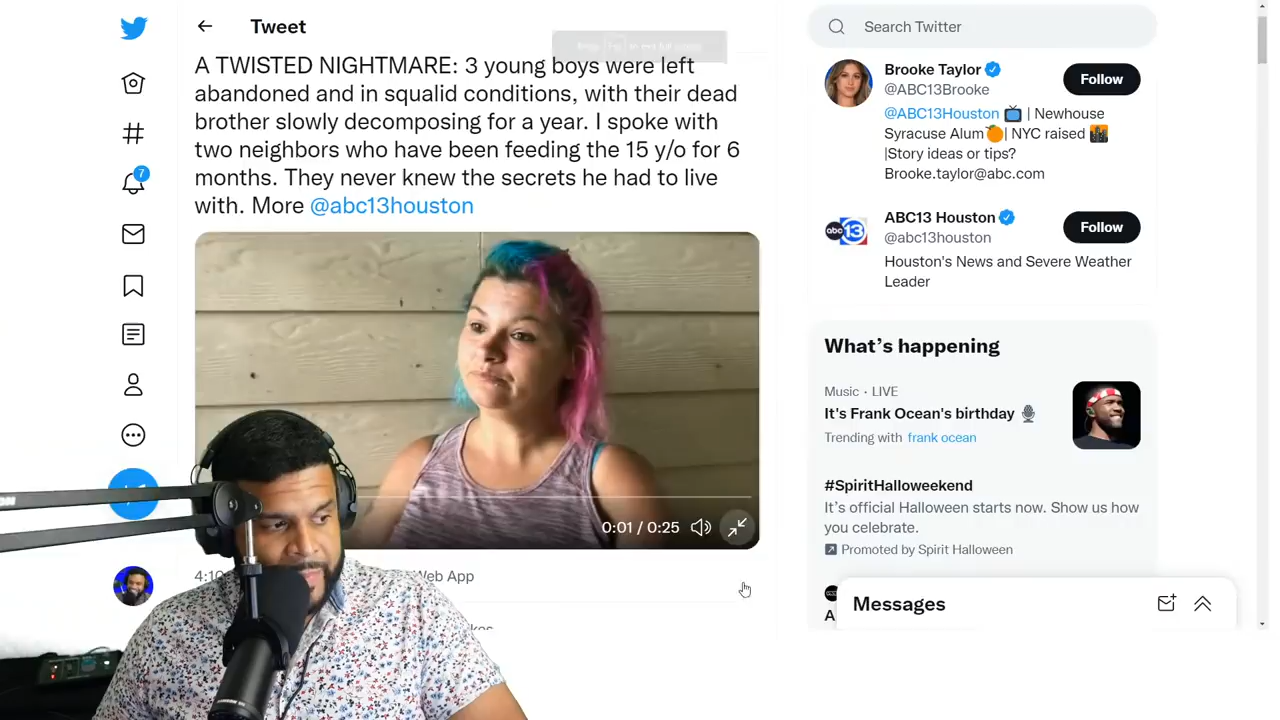 Tweet
A TWISTED NIGHTMARE: 3 young boys were left
abandoned and in squalid conditions, with their dead
brother slowly decomposing for a year. I spoke with
two neighbors who have been feeding the 15 y/o for 6
months. They never knew the secrets he had to live
with. More @abc13houston
7
0:01 / 0:25
4:10
Web App
Search Twitter
Brooke Taylor
@ABC13Brooke
Follow
@ABC13Houston 📺 | Newhouse
Syracuse Alum🍊| NYC raised 🌆
|Story ideas or tips?
Brooke.taylor@abc.com
abc 13
ABC13 Houston
@abc13houston
Follow
Houston's News and Severe Weather
Leader
What's happening
Music · LIVE
It's Frank Ocean's birthday 🎙️
Trending with frank ocean
#SpiritHalloweekend
It's official Halloween starts now. Show us how
you celebrate.
Promoted by Spirit Halloween
A
Messages